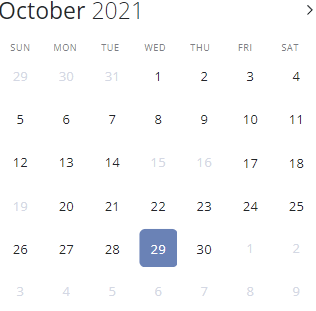 October 2021
SUN MON TUE WED THU FRI SAT
29 30 31 1 2 3 4
5 6 7 8 9 10 11
12 13 14 15 16 17 18
19 20 21 22 23 24 25
26 27 28 29 30 1 2
3 4 5 6 7 8 9